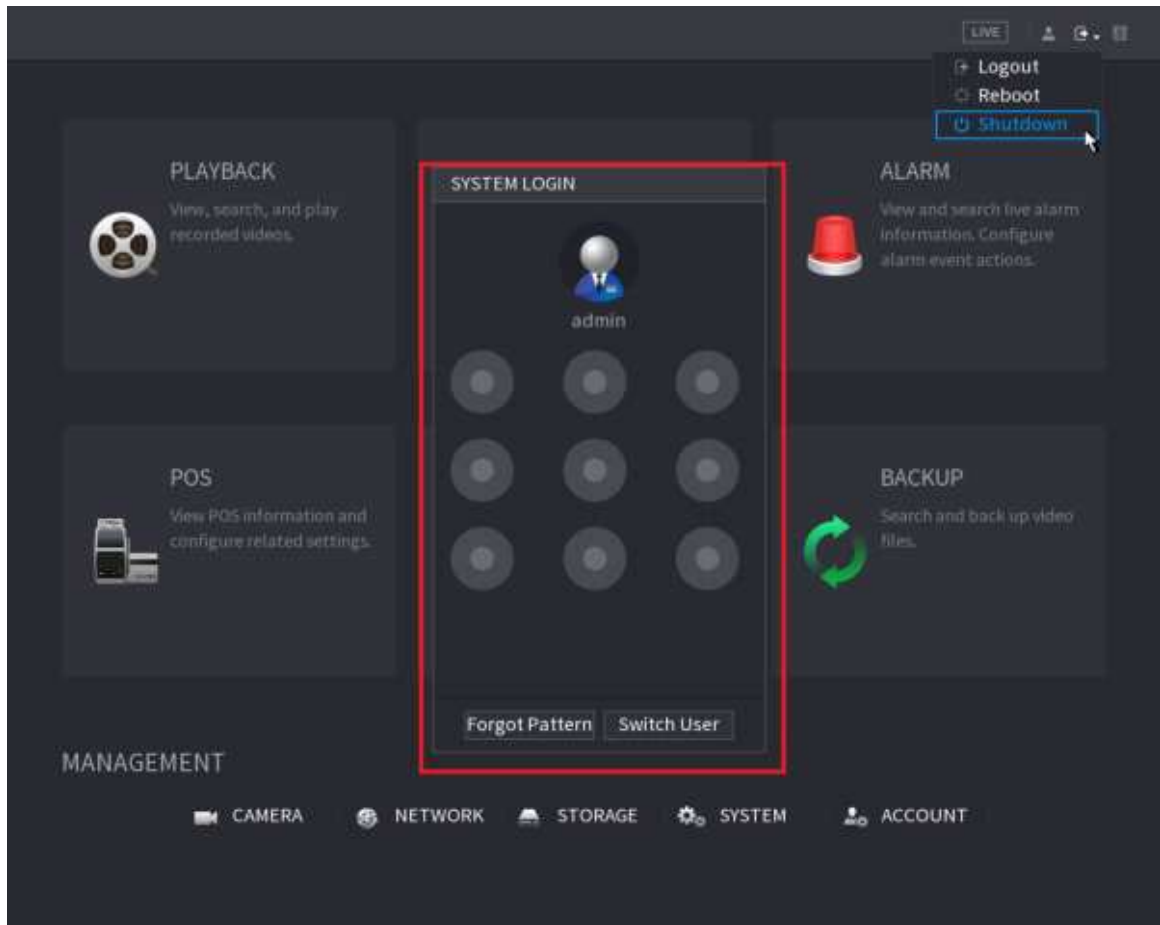 LIVE
Logout
Reboot
Shutdown
PLAYBACK
View, search, and play
recorded videos.
SYSTEM LOGIN
admin
ALARM
View and search live alarm
information. Configure
alarm event actions.
POS
View POS information and
configure related settings.
BACKUP
Search and back up video
files.
Forgot Pattern
Switch User
MANAGEMENT
CAMERA
NETWORK
STORAGE
SYSTEM
ACCOUNT